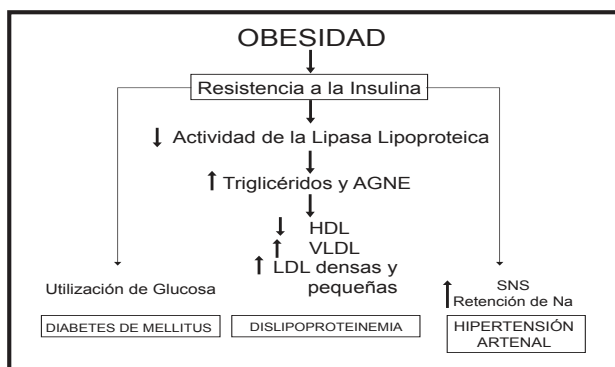 OBESIDAD
Resistencia a la Insulina
↓ Actividad de la Lipasa Lipoproteica
↑ Triglicéridos y AGNE
↓ HDL
↑ VLDL
↑ LDL densas y
pequeñas
Utilización de Glucosa
↑ SNS
Retención de Na
DIABETES DE MELLITUS
DISLIPOPROTEINEMIA
HIPERTENSIÓN
ARTENAL